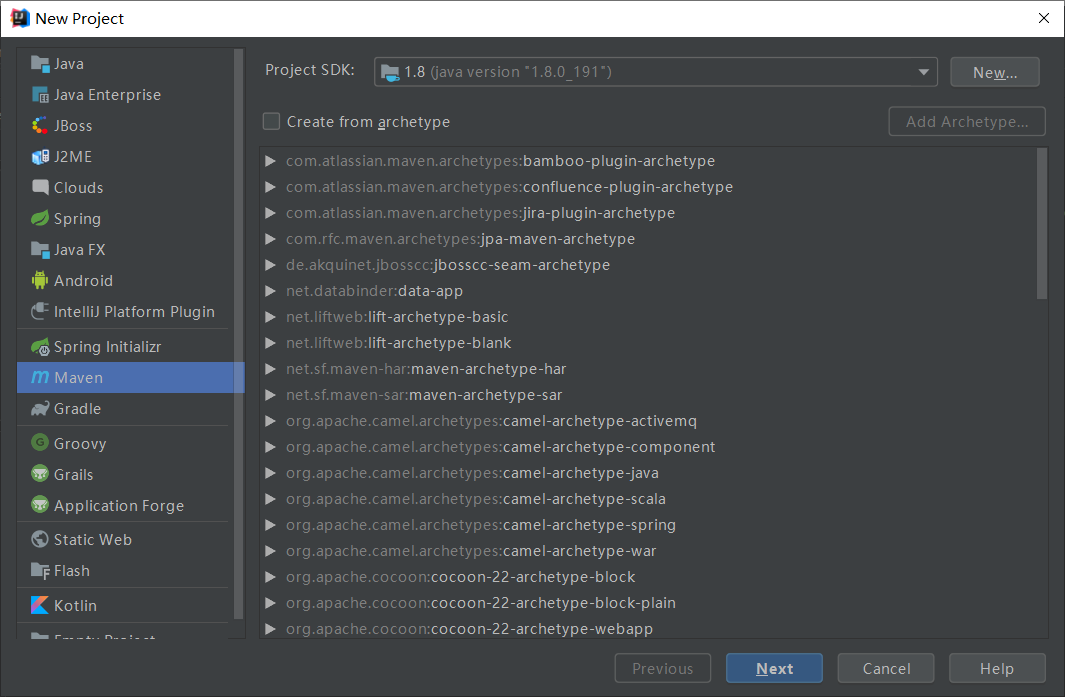 New Project
Java
Java Enterprise
JBoss
J2ME
Clouds
Spring
Java FX
Android
IntelliJ Platform Plugin
Spring Initializr
Maven
Gradle
Groovy
Grails
Application Forge
Static Web
Flash
Kotlin
Empty Project
Project SDK:
1.8 (java version "1.8.0_191")
New...
Create from archetype
Add Archetype...
com.atlassian.maven.archetypes:bamboo-plugin-archetype
com.atlassian.maven.archetypes:confluence-plugin-archetype
com.atlassian.maven.archetypes:jira-plugin-archetype
com.rfc.maven.archetypes:jpa-maven-archetype
de.akquinet.jbosscc:jbosscc-seam-archetype
net.databinder:data-app
net.liftweb:lift-archetype-basic
net.liftweb:lift-archetype-blank
net.sf.maven-har:maven-archetype-har
net.sf.maven-sar:maven-archetype-sar
org.apache.camel.archetypes:camel-archetype-activemq
org.apache.camel.archetypes:camel-archetype-component
org.apache.camel.archetypes:camel-archetype-java
org.apache.camel.archetypes:camel-archetype-scala
org.apache.camel.archetypes:camel-archetype-spring
org.apache.camel.archetypes:camel-archetype-war
org.apache.cocoon:cocoon-22-archetype-block
org.apache.cocoon:cocoon-22-archetype-block-plain
org.apache.cocoon:cocoon-22-archetype-webapp
Previous
Next
Cancel
Help